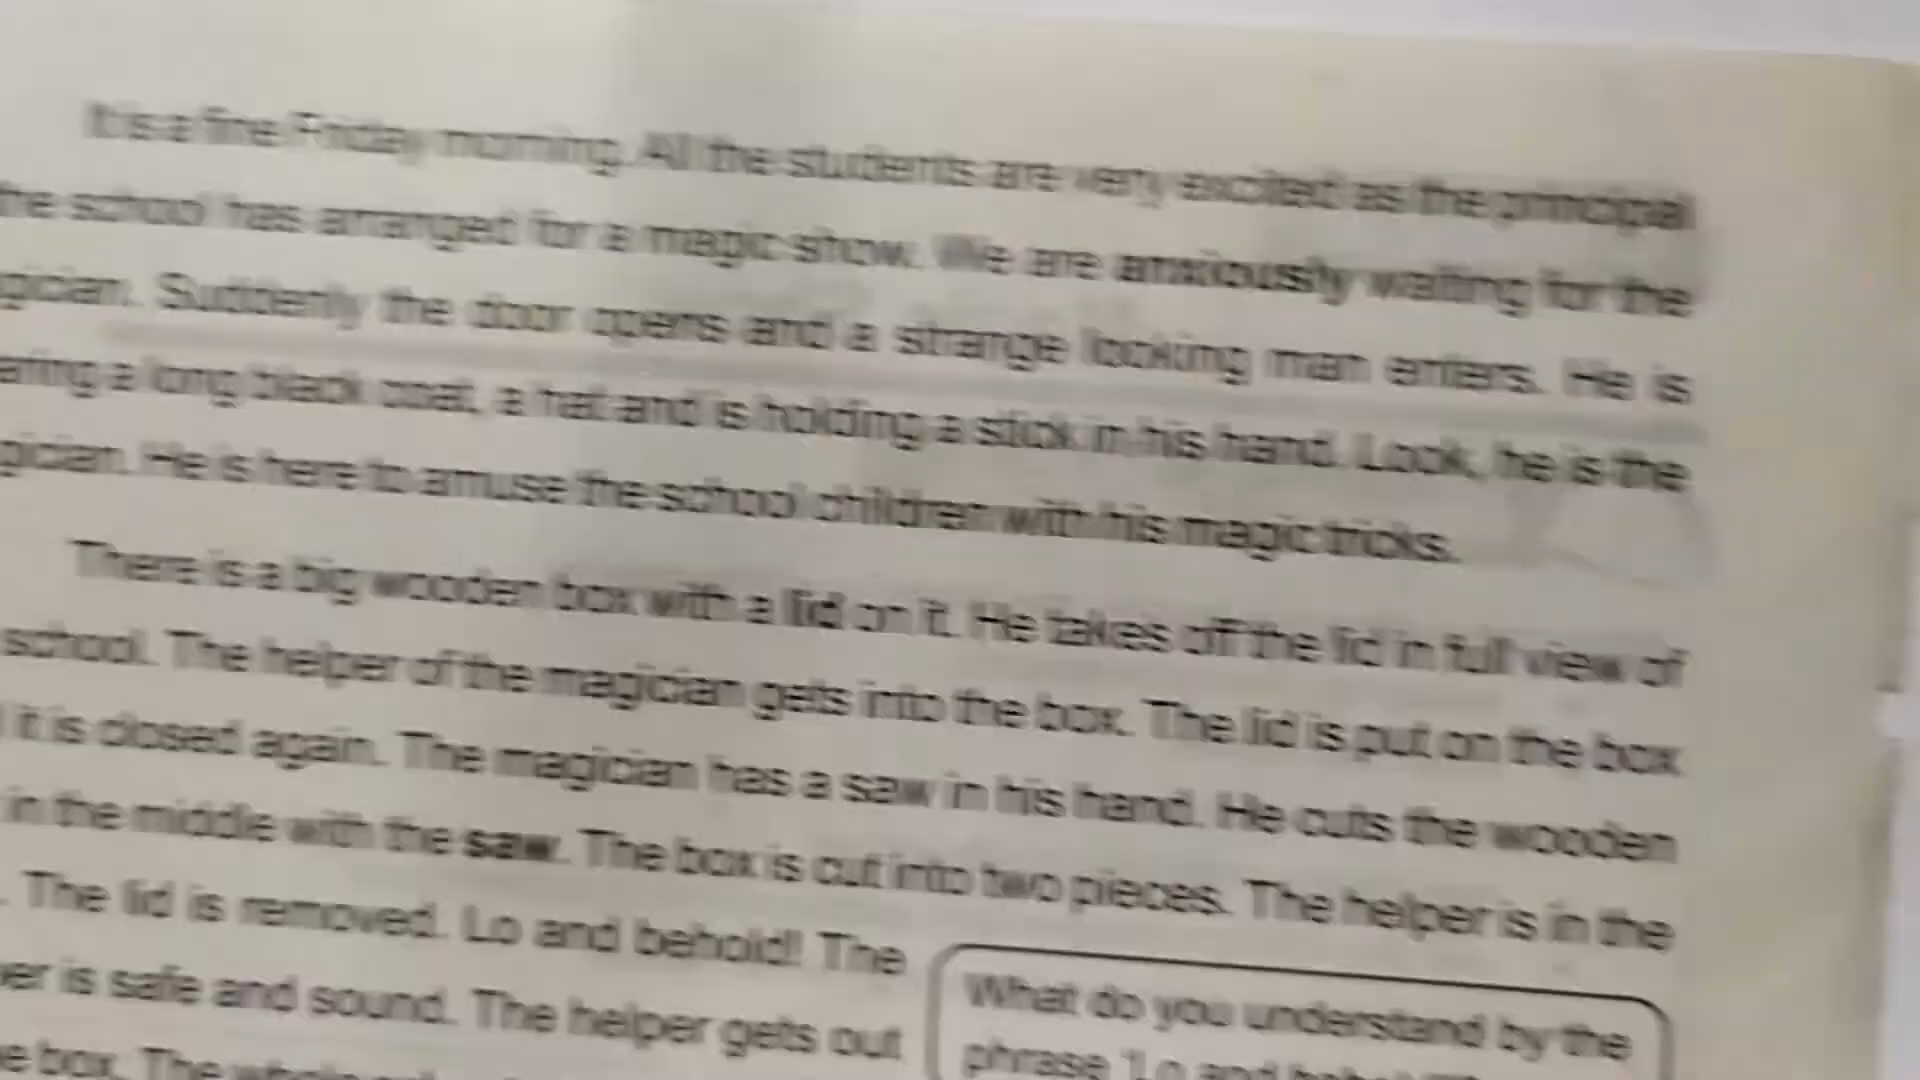 It is a fine Friday morning. All the students are very excited as the principal
the school has arranged for a magic show. We are anxiously waiting for the
gician. Suddenly the door opens and a strange looking man enters. He is
aring a long black coat, a hat and is holding a stick in his hand. Look, he is the
gician. He is here to amuse the school children with his magic tricks.
There is a big wooden box with a lid on it. He takes off the lid in full view of
school. The helper of the magician gets into the box. The lid is put on the box
it is closed again. The magician has a saw in his hand. He cuts the wooden
in the middle with the saw. The box is cut into two pieces. The helper is in the
. The lid is removed. Lo and behold! The
er is safe and sound. The helper gets out
e box. The whole
What do you understand by the
phrase 'Lo and